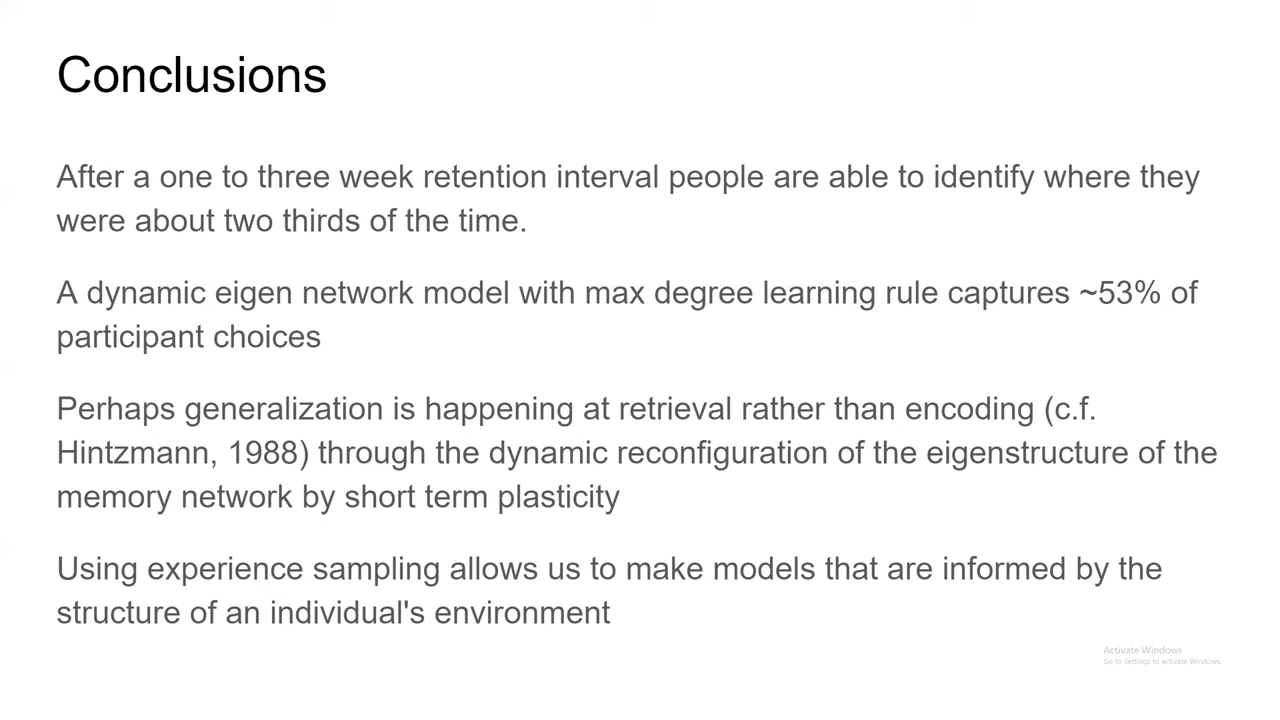 Conclusions
After a one to three week retention interval people are able to identify where they
were about two thirds of the time.
A dynamic eigen network model with max degree learning rule captures ~53% of
participant choices
Perhaps generalization is happening at retrieval rather than encoding (c.f.
Hintzmann, 1988) through the dynamic reconfiguration of the eigenstructure of the
memory network by short term plasticity
Using experience sampling allows us to make models that are informed by the
structure of an individual's environment
Activate Windows
Go to Settings to activate Windows.